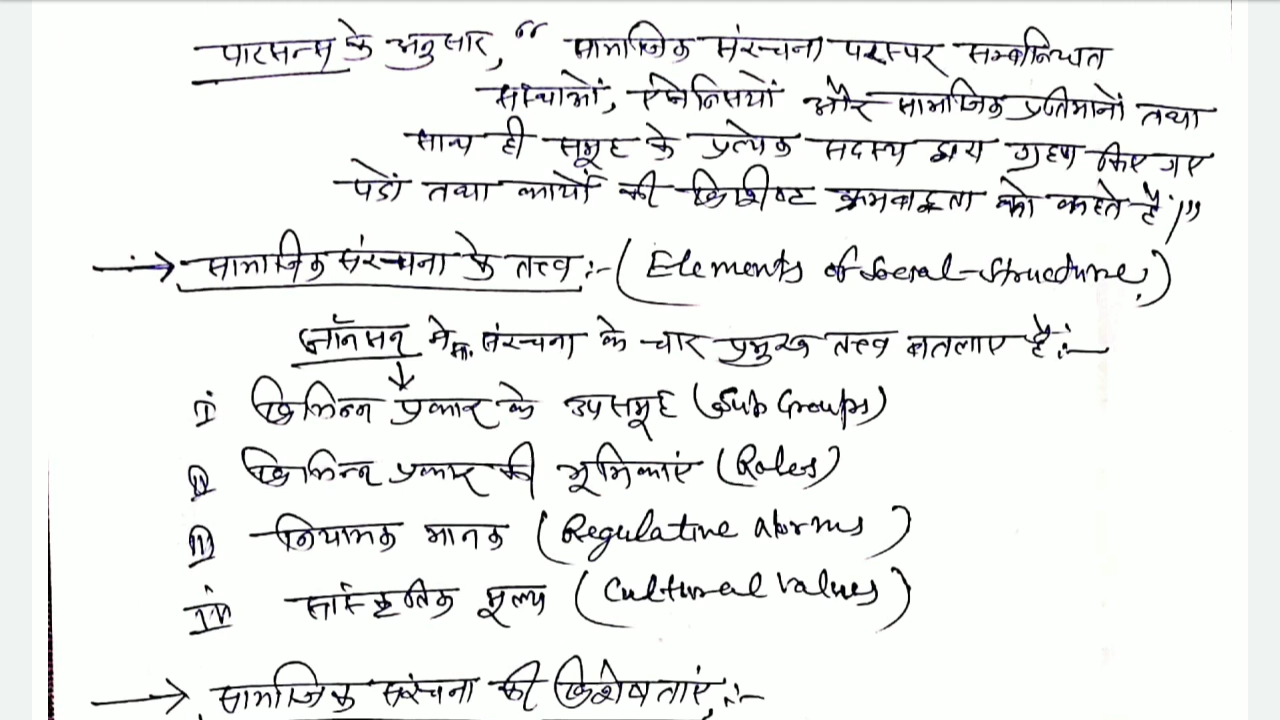 पारसन्स के अनुसार, “ सामाजिक संरचना परस्पर सम्बन्धित
संस्थाओं, एजेन्सियों और सामाजिक प्रतिमानों तथा
साथ ही समूह के प्रत्येक सदस्य द्वारा ग्रहण किए गए
पदों तथा कार्यों की विशिष्ट क्रमबद्धता को कहते हैं।”
→ सामाजिक संरचना के तत्त्व :- (Elements of Social-Structure.)
जॉनसन ने सा. संरचना के चार प्रमुख तत्त्व बतलाए हैं :-
↓
I विभिन्न प्रकार के उपसमूह (Sub Groups)
II विभिन्न प्रकार की भूमिकाएं (Roles)
III नियामक मानक (Regulative Norms)
IV सांस्कृतिक मूल्य (Cultural Values)
→ सामाजिक संरचना की विशेषताएं :-